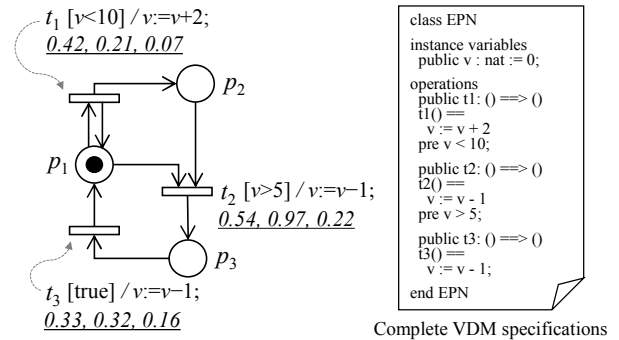 t1 [v<10] / v:=v+2;
0.42, 0.21, 0.07
p2
p1
t2 [v>5] / v:=v−1;
0.54, 0.97, 0.22
p3
t3 [true] / v:=v−1;
0.33, 0.32, 0.16
class EPN
instance variables
public v : nat := 0;
operations
public t1: () ==> ()
t1() ==
v := v + 2
pre v < 10;
public t2: () ==> ()
t2() ==
v := v - 1
pre v > 5;
public t3: () ==> ()
t3() ==
v := v - 1;
end EPN
Complete VDM specifications